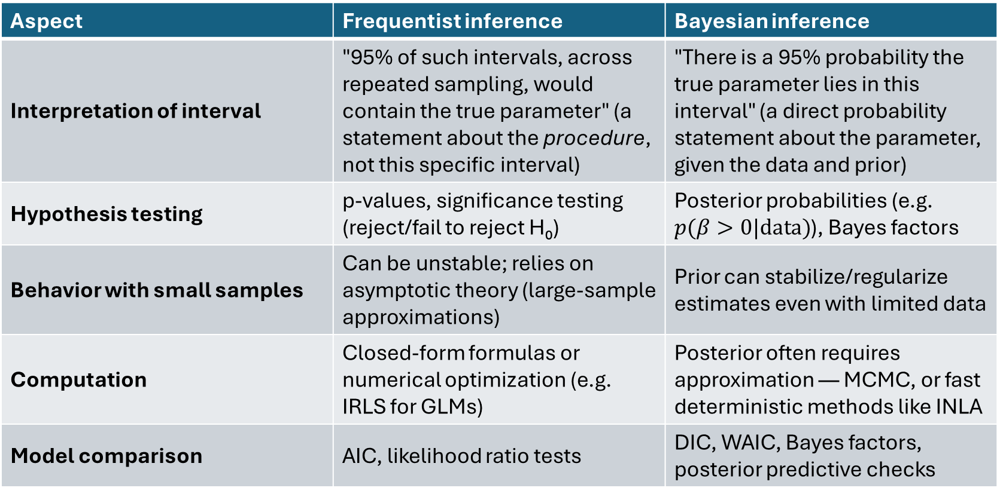 Aspect
Frequentist inference
Bayesian inference
Interpretation of interval
"95% of such intervals, across
repeated sampling, would
contain the true parameter" (a
statement about the procedure,
not this specific interval)
"There is a 95% probability the
true parameter lies in this
interval" (a direct probability
statement about the parameter,
given the data and prior)
Hypothesis testing
p-values, significance testing
(reject/fail to reject H₀)
Posterior probabilities (e.g.
𝑝(𝛽 > 0|data)), Bayes factors
Behavior with small samples
Can be unstable; relies on
asymptotic theory (large-sample
approximations)
Prior can stabilize/regularize
estimates even with limited data
Computation
Closed-form formulas or
numerical optimization (e.g.
IRLS for GLMs)
Posterior often requires
approximation — MCMC, or fast
deterministic methods like INLA
Model comparison
AIC, likelihood ratio tests
DIC, WAIC, Bayes factors,
posterior predictive checks